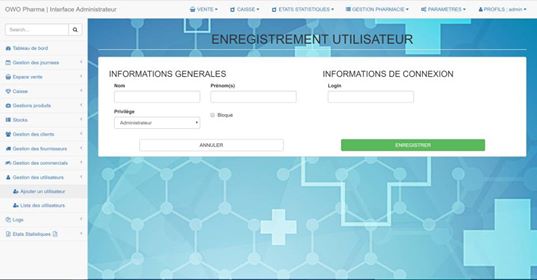 OWO Pharma | Interface Administrateur
VENTE
CAISSE
ETATS STATISTIQUES
GESTION PHARMACIE
PARAMETRES
PROFILS : admin
Search...
ENREGISTREMENT UTILISATEUR
Tableau de bord
Gestion des journees
Espace vente
Caisse
Gestions produits
Stocks
Gestion des clients
Gestion des fournisseurs
Gestion des commercials
Gestion des utilisateurs
Ajouter un utilisateur
Liste des utilisateurs
Logs
Etats Statistiques
INFORMATIONS GENERALES
INFORMATIONS DE CONNEXION
Nom
Prénom(s)
Login
Privilège
Administrateur
Bloque
ANNULER
ENREGISTRER